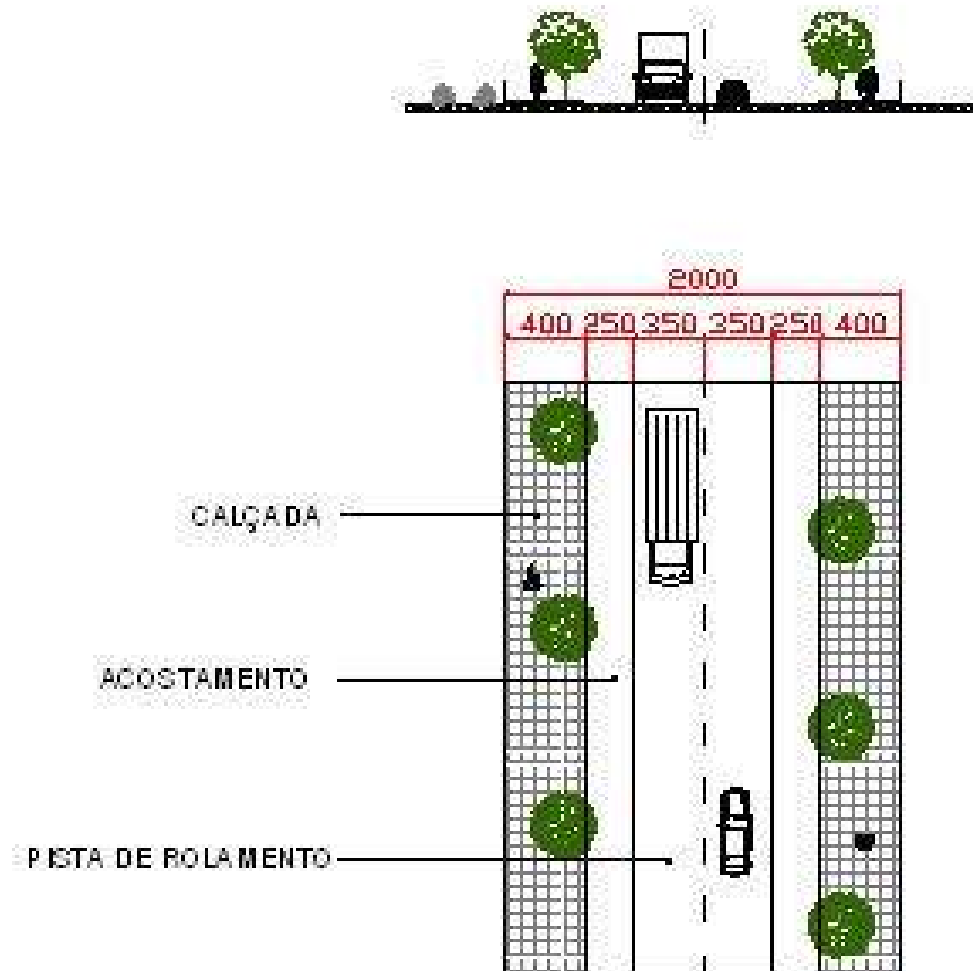 2000
400 250 350 350 250 400
CALÇADA
ACOSTAMENTO
PISTA DE ROLAMENTO